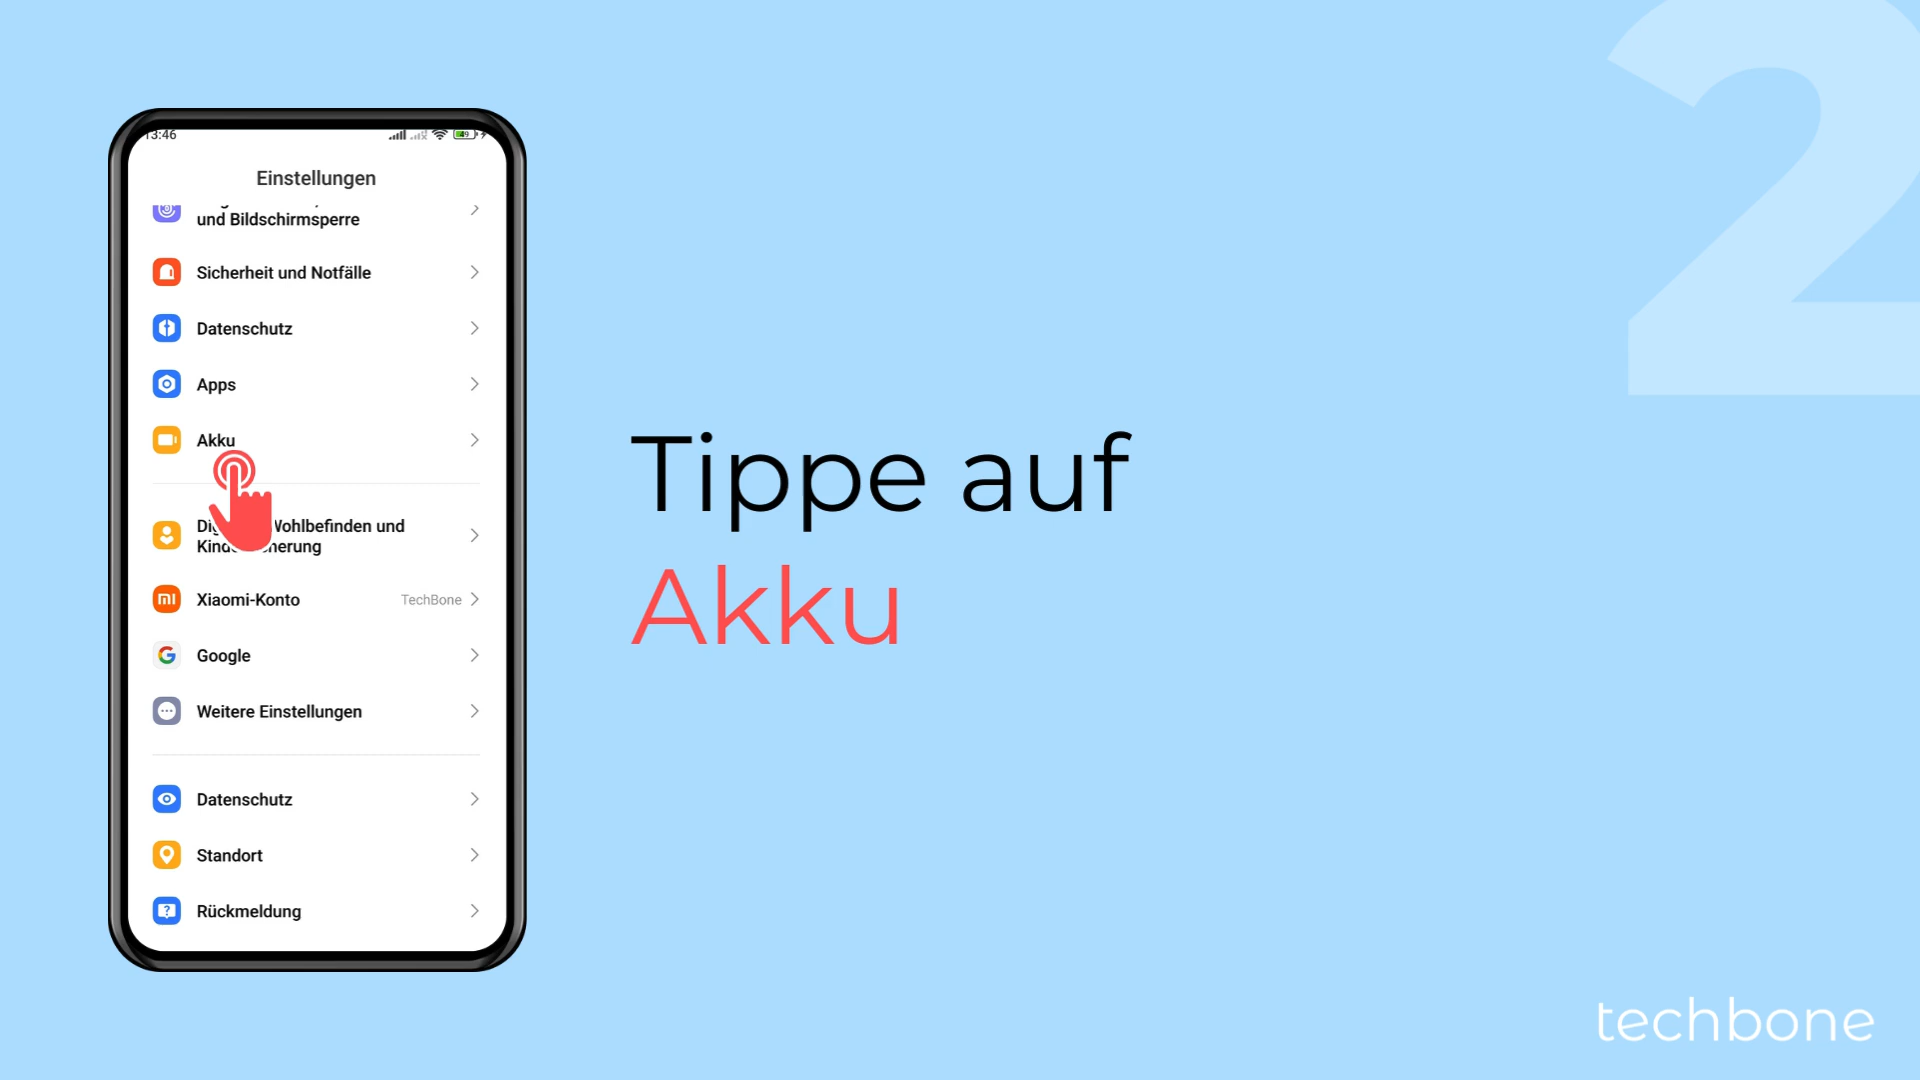 2
13:46
49
Einstellungen
und Bildschirmsperre
Sicherheit und Notfälle
Datenschutz
Apps
Akku
Wohlbefinden und
Xiaomi-Konto
TechBone
Google
Weitere Einstellungen
Datenschutz
Standort
Rückmeldung
Tippe auf
Akku
techbone